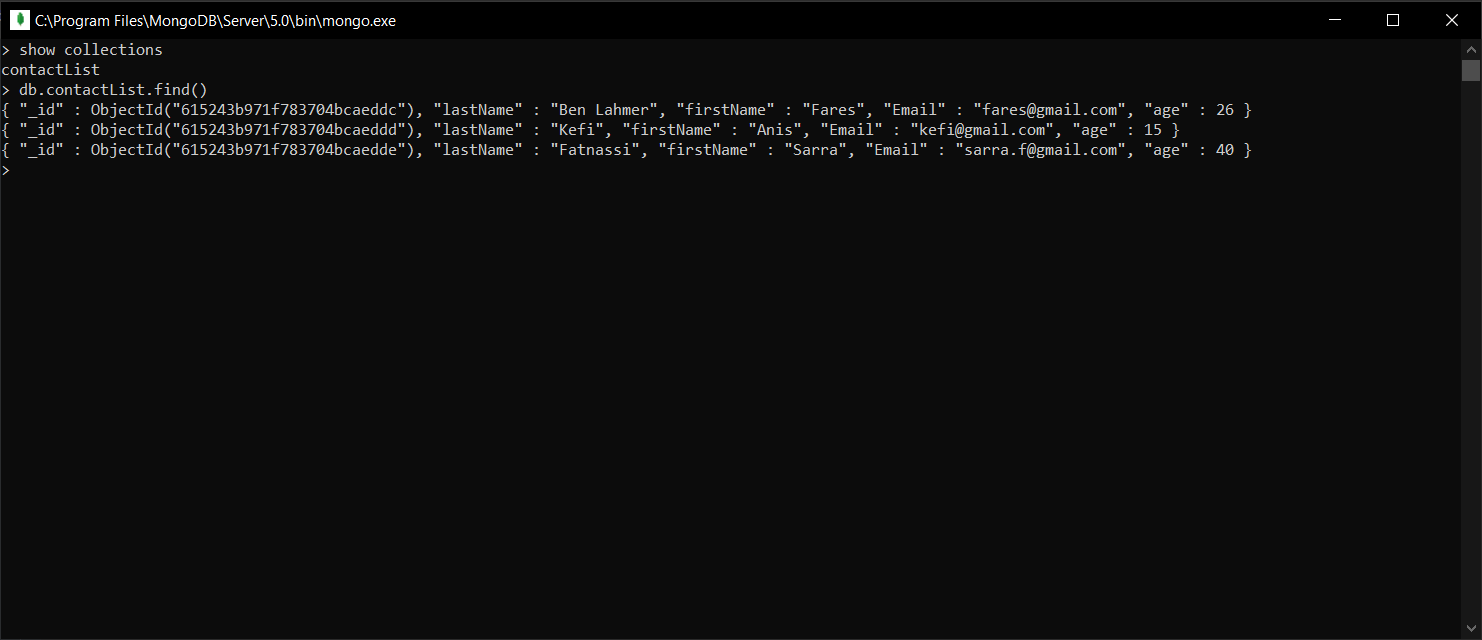 C:\Program Files\MongoDB\Server\5.0\bin\mongo.exe
> show collections
contactList
> db.contactList.find()
{ "_id" : ObjectId("615243b971f783704bcaeddc"), "lastName" : "Ben Lahmer", "firstName" : "Fares", "Email" : "fares@gmail.com", "age" : 26 }
{ "_id" : ObjectId("615243b971f783704bcaeddd"), "lastName" : "Kefi", "firstName" : "Anis", "Email" : "kefi@gmail.com", "age" : 15 }
{ "_id" : ObjectId("615243b971f783704bcaedde"), "lastName" : "Fatnassi", "firstName" : "Sarra", "Email" : "sarra.f@gmail.com", "age" : 40 }
>